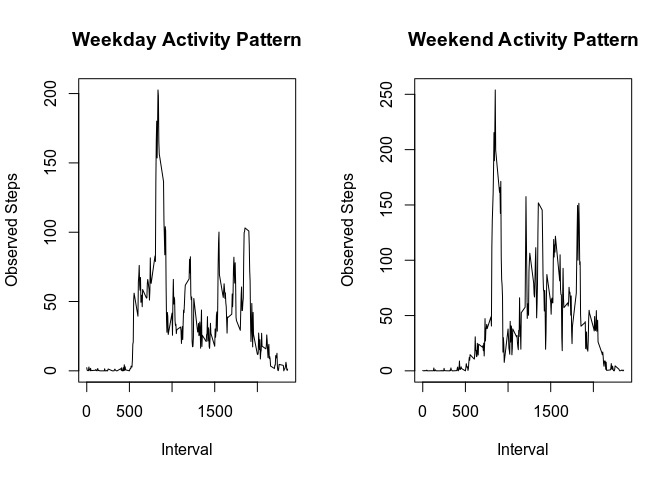 Weekday Activity Pattern
Observed Steps
200
150
100
50
0
0 500 1500
Interval
Weekend Activity Pattern
Observed Steps
250
200
150
100
50
0
0 500 1500
Interval